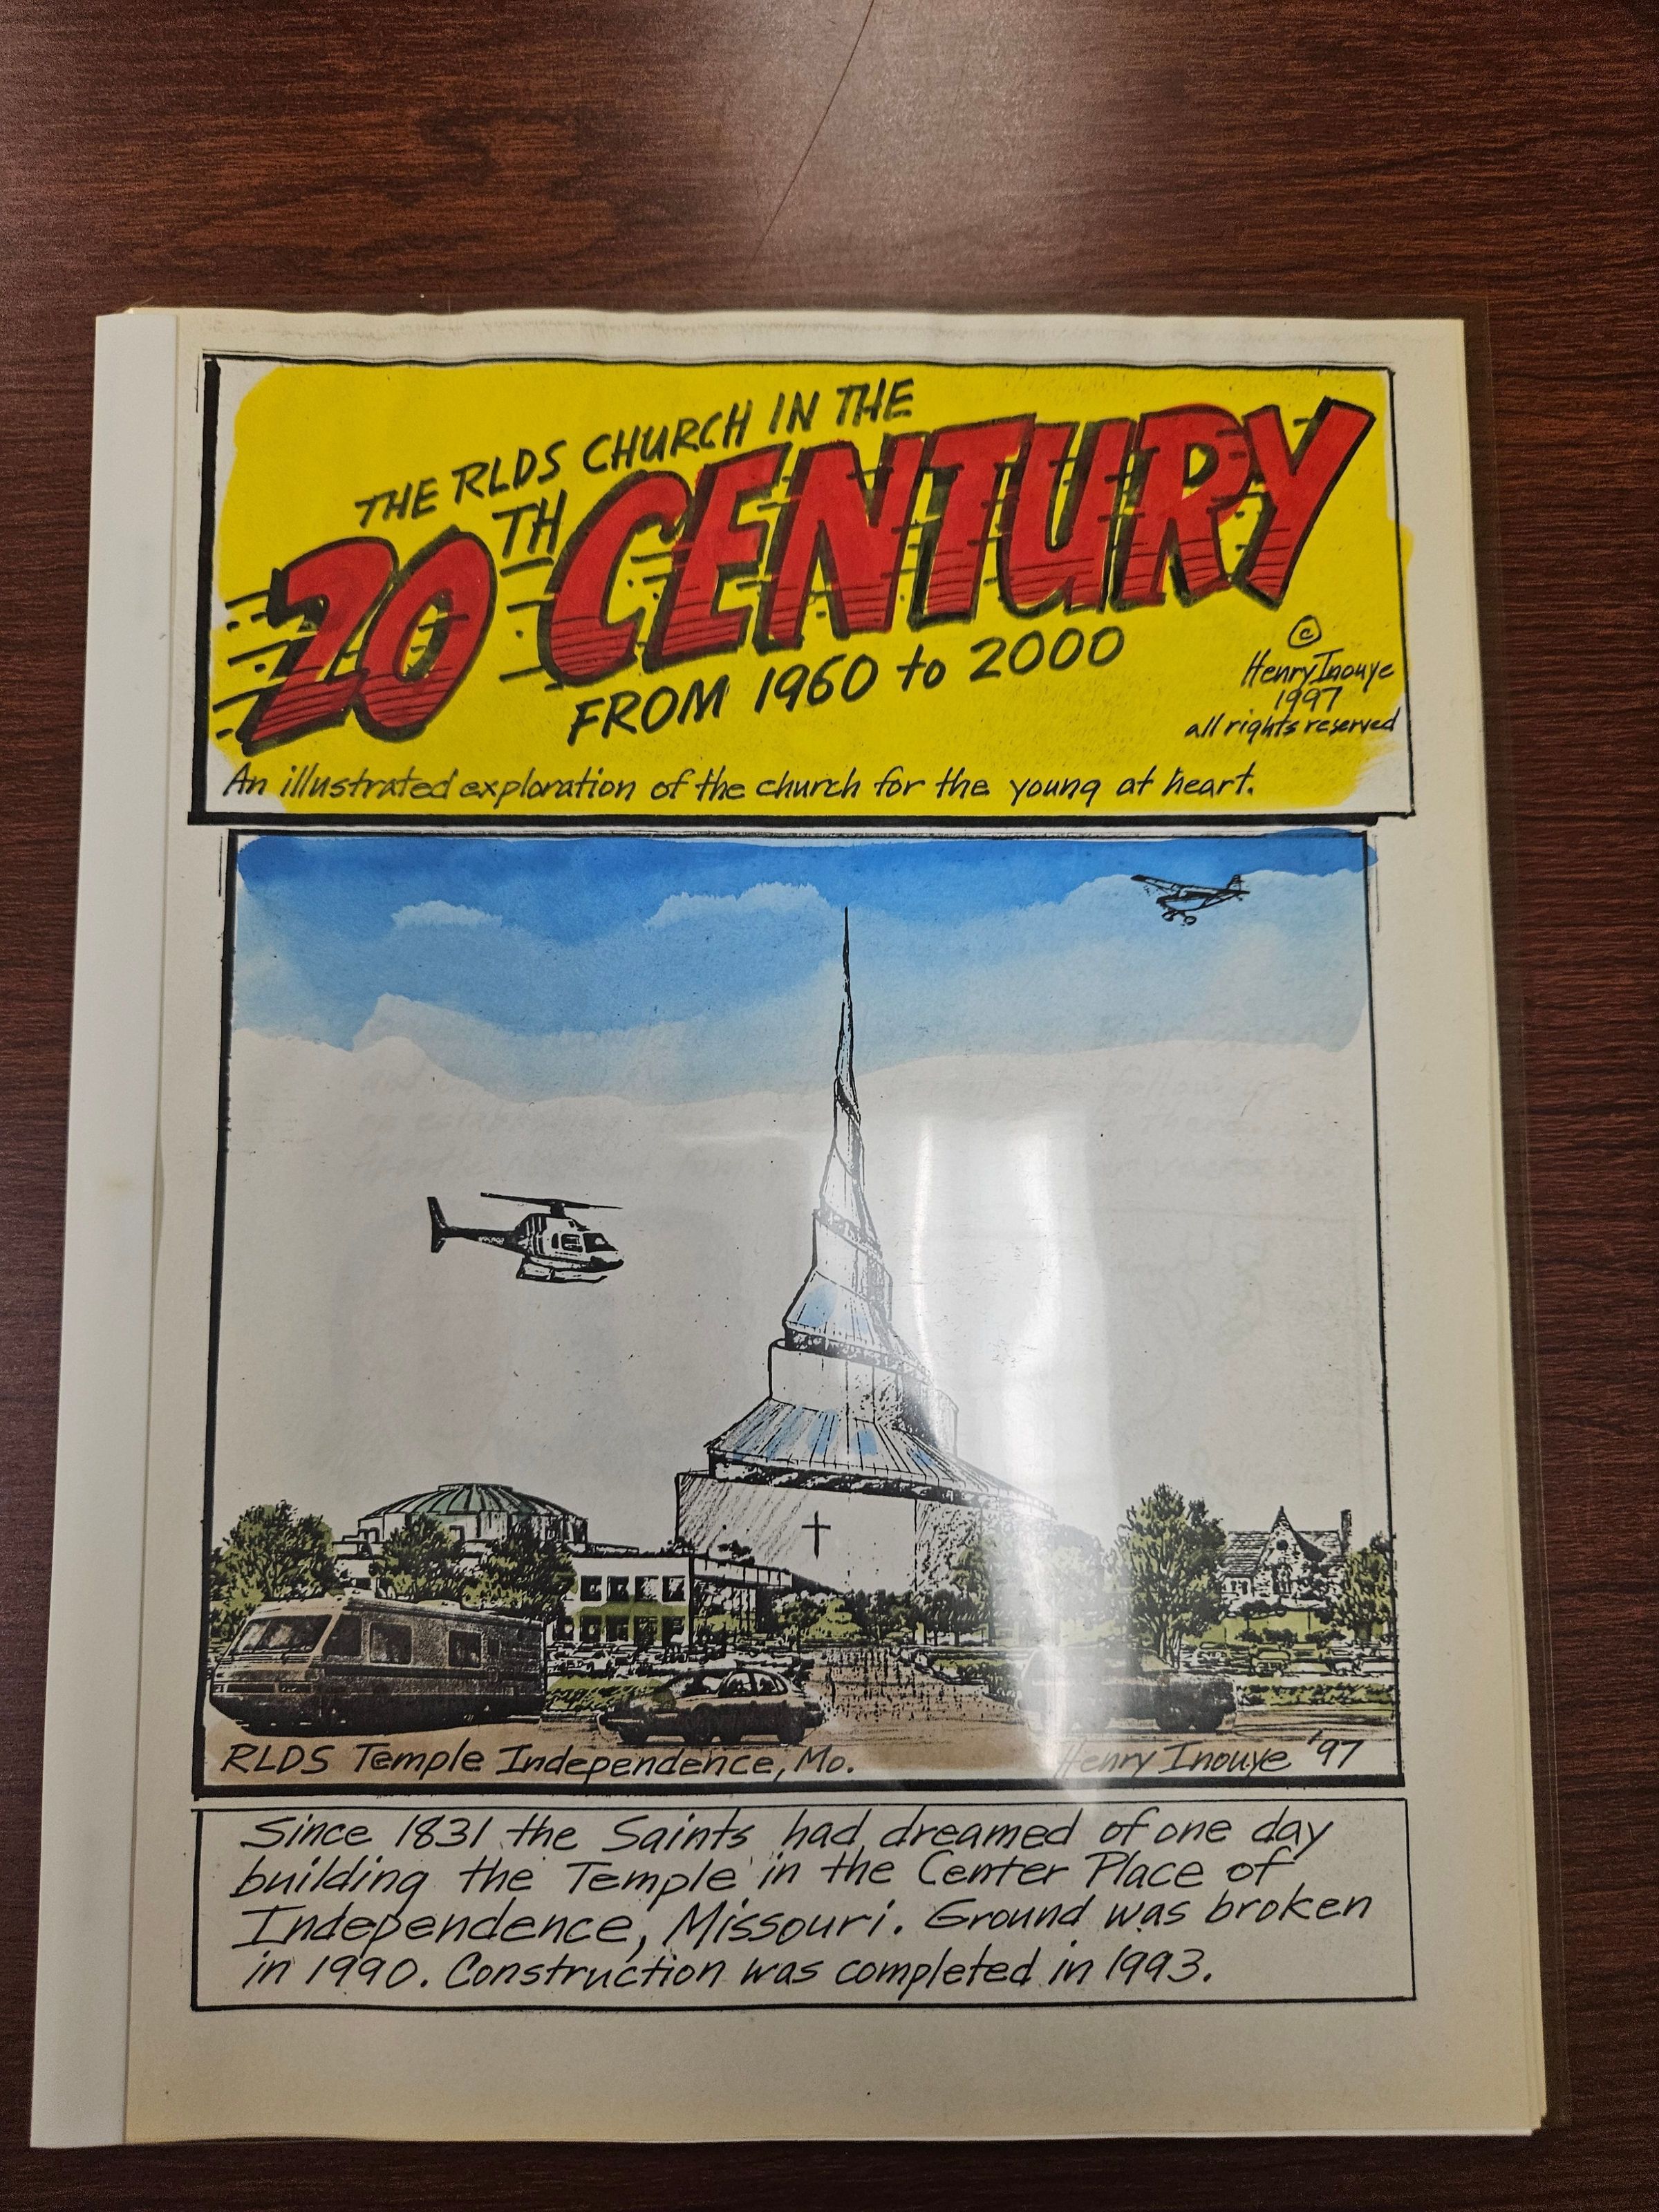 THE RLDS CHURCH IN THE
20TH CENTURY
FROM 1960 to 2000
©
Henry Inouye
1997
all rights reserved
An illustrated exploration of the church for the young at heart.
RLDS Temple Independence, Mo.
Henry Inouye '97
Since 1831 the Saints had dreamed of one day
building the Temple in the Center Place of
Independence, Missouri. Ground was broken
in 1990. Construction was completed in 1993.